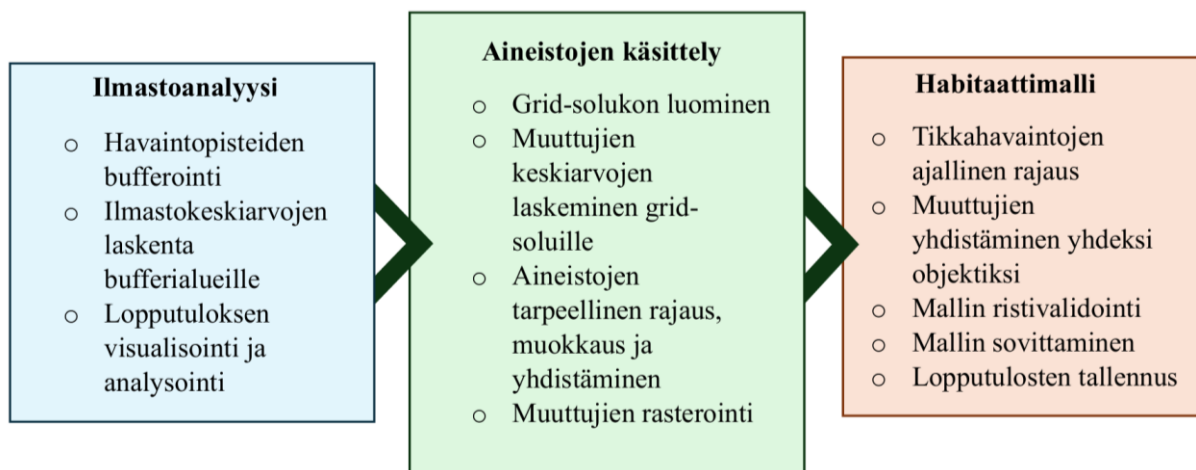 Ilmastoanalyysi
o Havaintopisteiden
bufferointi
o Ilmastokeskiarvojen
laskenta
bufferialueille
o Lopputuloksen
visualisointi ja
analysointi
Aineistojen käsittely
o Grid-solukon luominen
o Muuttujien
keskiarvojen
laskeminen grid-
soluille
o Aineistojen
tarpeellinen rajaus,
muokkaus ja
yhdistäminen
o Muuttujien rasterointi
Habitaattimalli
o Tikkahavaintojen
ajallinen rajaus
o Muuttujien
yhdistäminen yhdeksi
objektiksi
o Mallin ristivalidointi
o Mallin sovittaminen
o Lopputulosten tallennus